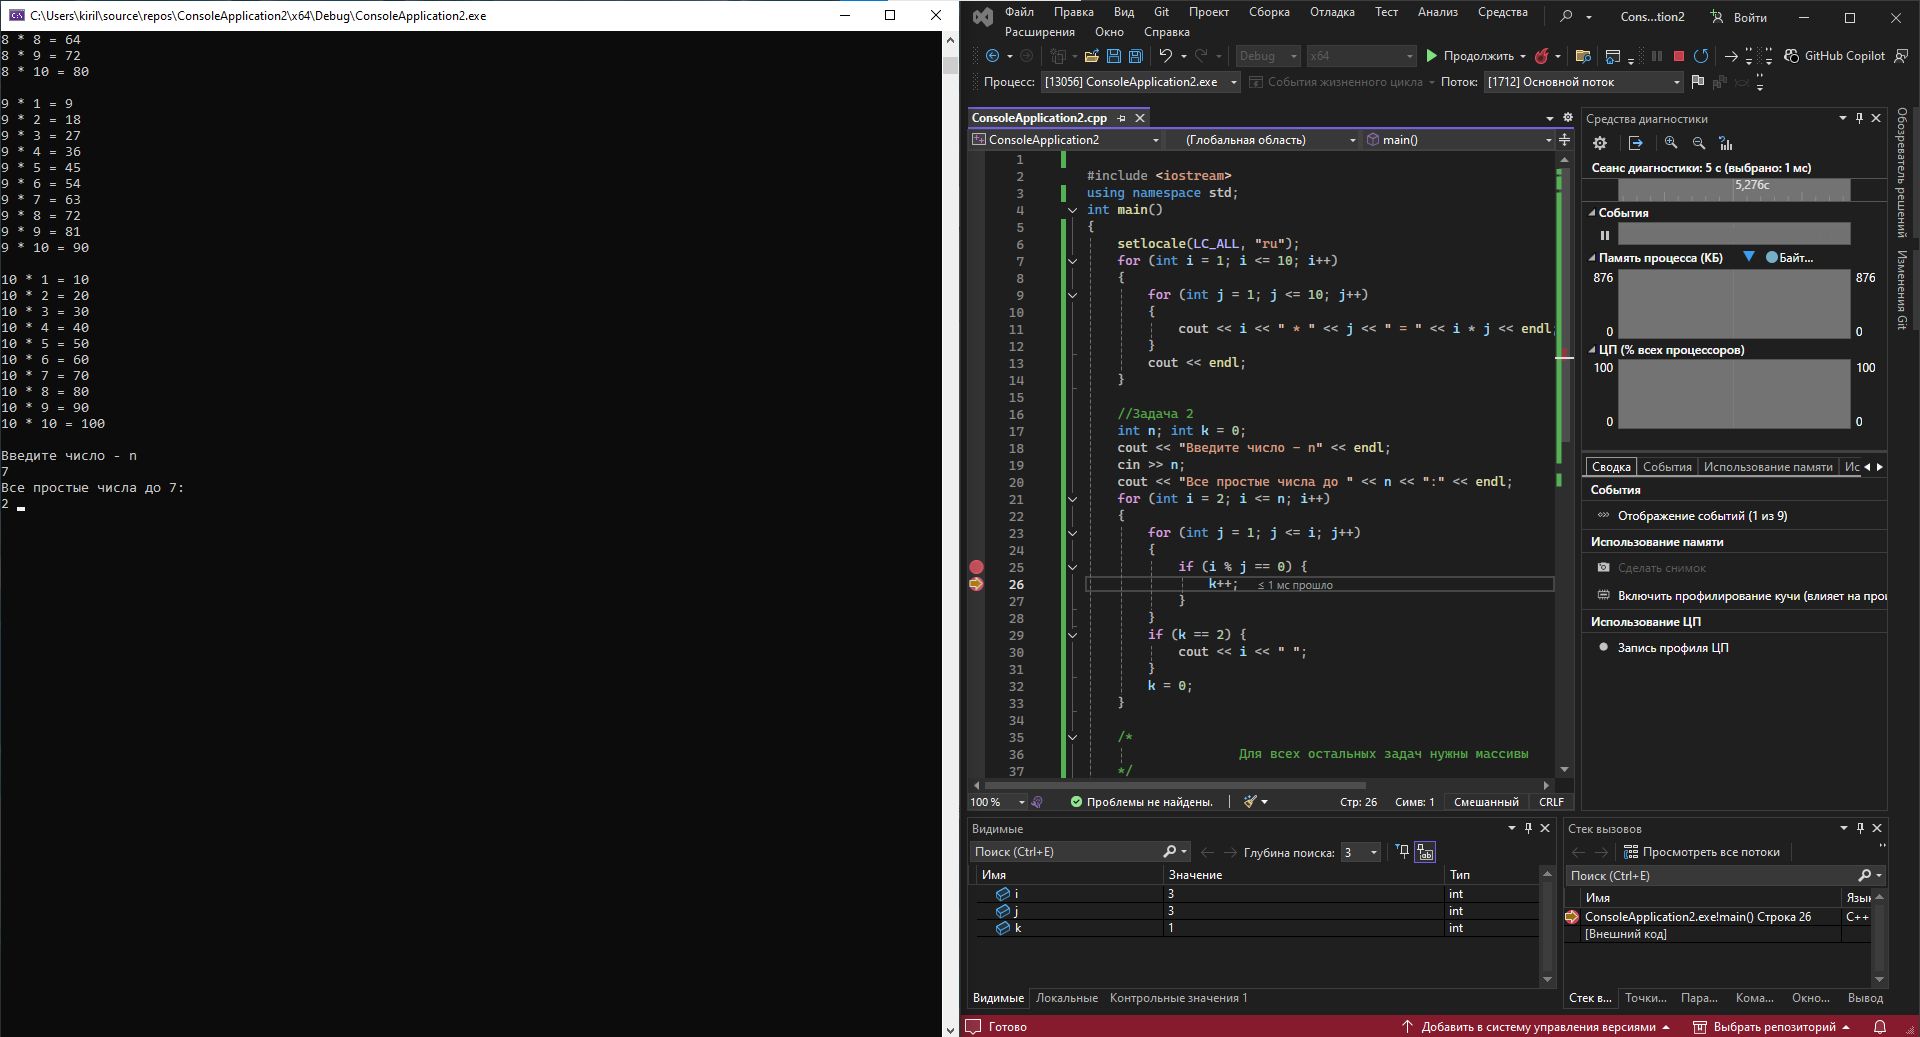 C:\Users\kiril\source\repos\ConsoleApplication2\x64\Debug\ConsoleApplication2.exe
8 * 8 = 64
8 * 9 = 72
8 * 10 = 80
9 * 1 = 9
9 * 2 = 18
9 * 3 = 27
9 * 4 = 36
9 * 5 = 45
9 * 6 = 54
9 * 7 = 63
9 * 8 = 72
9 * 9 = 81
9 * 10 = 90
10 * 1 = 10
10 * 2 = 20
10 * 3 = 30
10 * 4 = 40
10 * 5 = 50
10 * 6 = 60
10 * 7 = 70
10 * 8 = 80
10 * 9 = 90
10 * 10 = 100
Введите число - n
7
Все простые числа до 7:
2
Файл Правка Вид Git Проект Сборка Отладка Тест Анализ Средства Cons...tion2 Войти
Расширения Окно Справка
Debug x64 Продолжить GitHub Copilot
Процесс: [13056] ConsoleApplication2.exe События жизненного цикла Поток: [1712] Основной поток
ConsoleApplication2.cpp
ConsoleApplication2 (Глобальная область) main()
1
2 #include <iostream>
3 using namespace std;
4 int main()
5 {
6 setlocale(LC_ALL, "ru");
7 for (int i = 1; i <= 10; i++)
8 {
9 for (int j = 1; j <= 10; j++)
10 {
11 cout << i << " * " << j << " = " << i * j << endl;
12 }
13 cout << endl;
14 }
15
16 //Задача 2
17 int n; int k = 0;
18 cout << "Введите число - n" << endl;
19 cin >> n;
20 cout << "Все простые числа до " << n << ":" << endl;
21 for (int i = 2; i <= n; i++)
22 {
23 for (int j = 1; j <= i; j++)
24 {
25 if (i % j == 0) {
26 k++; ≤ 1 мс прошло
27 }
28 }
29 if (k == 2) {
30 cout << i << " ";
31 }
32 k = 0;
33 }
34
35 /*
36 Для всех остальных задач нужны массивы
37 */
100 % Проблемы не найдены. Стр: 26 Симв: 1 Смешанный CRLF
Средства диагностики
Сеанс диагностики: 5 с (выбрано: 1 мс)
5,276с
События
Память процесса (КБ) Байт...
876 876
0 0
ЦП (% всех процессоров)
100 100
0 0
Сводка События Использование памяти Ис
События
Отображение событий (1 из 9)
Использование памяти
Сделать снимок
Включить профилирование кучи (влияет на прои
Использование ЦП
Запись профиля ЦП
Обозреватель решений
Изменения Git
Видимые
Поиск (Ctrl+E) Глубина поиска: 3
Имя Значение Тип
i 3 int
j 3 int
k 1 int
Видимые Локальные Контрольные значения 1
Стек вызовов
Просмотреть все потоки
Поиск (Ctrl+E)
Имя Язык
ConsoleApplication2.exe!main() Строка 26 C++
[Внешний код]
Стек в... Точки... Пара... Кома... Окно... Вывод
Готово Добавить в систему управления версиями Выбрать репозиторий